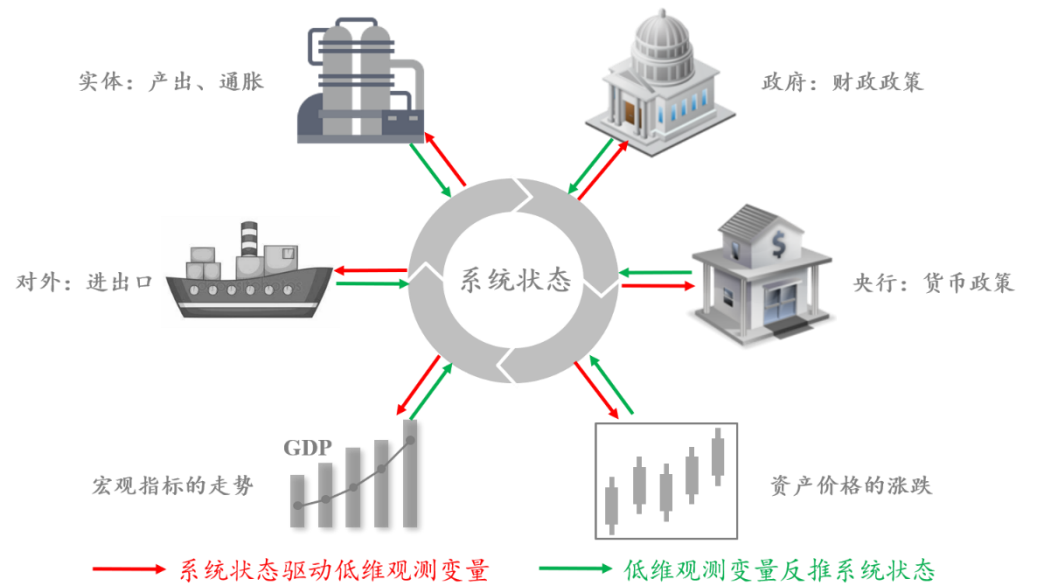 实体：产出、通胀
政府：财政政策
对外：进出口
系统状态
$
央行：货币政策
GDP
宏观指标的走势
资产价格的涨跌
系统状态驱动低维观测变量
低维观测变量反推系统状态